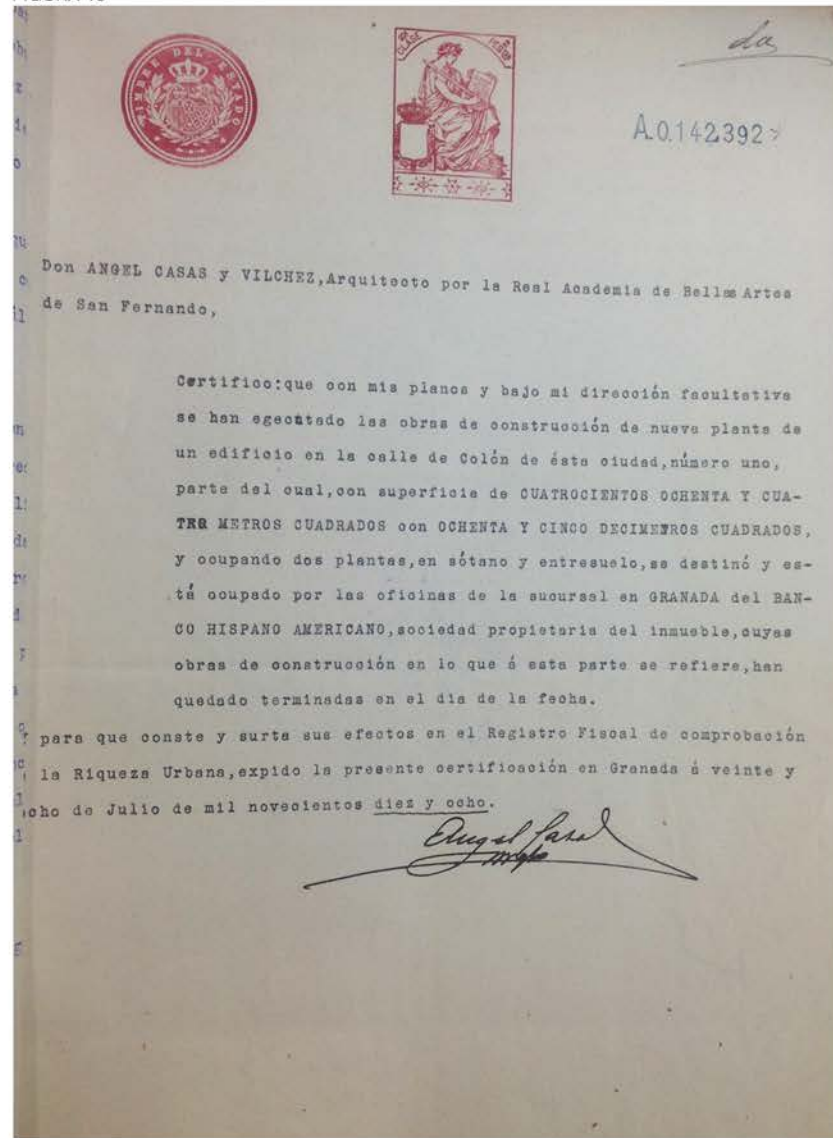 TIMBRE DEL ESTADO
CLASE
A.0.142,392
Don ANGEL CASAS y VILCHEZ,Arquitecto por la Real Academia de Bellas Artes
de San Fernando,
Certifico:que con mis planos y bajo mi dirección facultativa
se han egecutado las obras de construcción de nueva planta de
un edificio en la calle de Colón de ésta ciudad,número uno,
parte del cual,con superficie de CUATROCIENTOS OCHENTA Y CUA-
TRO METROS CUADRADOS con OCHENTA Y CINCO DECIMETROS CUADRADOS,
y ocupando dos plantas,en sótano y entresuelo,se destinó y es-
tá ocupado por las oficinas de la sucursal en GRANADA del BAN-
CO HISPANO AMERICANO,sociedad propietaria del inmueble,cuyas
obras de construcción en lo que á esta parte se refiere,han
quedado terminadas en el dia de la fecha.
para que conste y surta sus efectos en el Registro Fiscal de comprobación
la Riqueza Urbana,expido la presente certificación en Granada á veinte y
ocho de Julio de mil novecientos diez y ocho.
Angel Casas